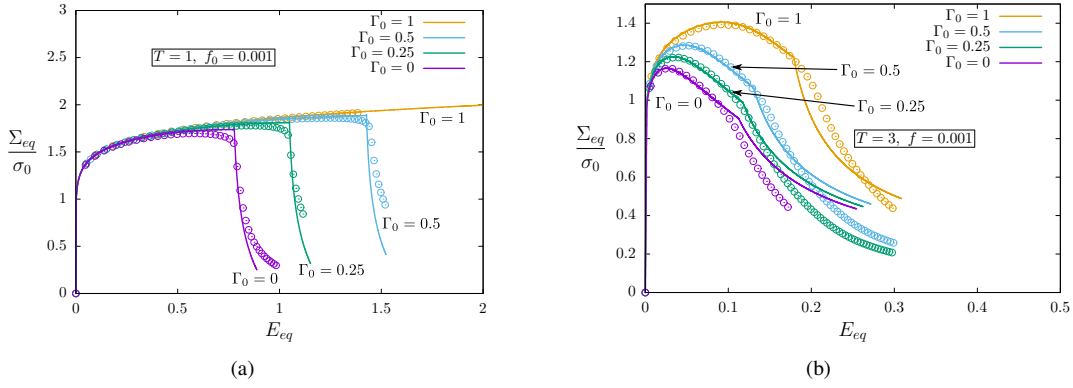 3
2.5
2
1.5
1
0.5
0
Σeq
σ0
T = 1, f0 = 0.001
Γ0 = 1
Γ0 = 0.5
Γ0 = 0.25
Γ0 = 0
Γ0 = 1
Γ0 = 0.5
Γ0 = 0.25
Γ0 = 0
0 0.5 1 1.5 2
Eeq
(a)
1.4
1.2
1
0.8
0.6
0.4
0.2
0
Σeq
σ0
Γ0 = 1
Γ0 = 1
Γ0 = 0.5
Γ0 = 0.25
Γ0 = 0
Γ0 = 0.5
Γ0 = 0.25
Γ0 = 0
T = 3, f = 0.001
0 0.1 0.2 0.3 0.4 0.5
Eeq
(b)